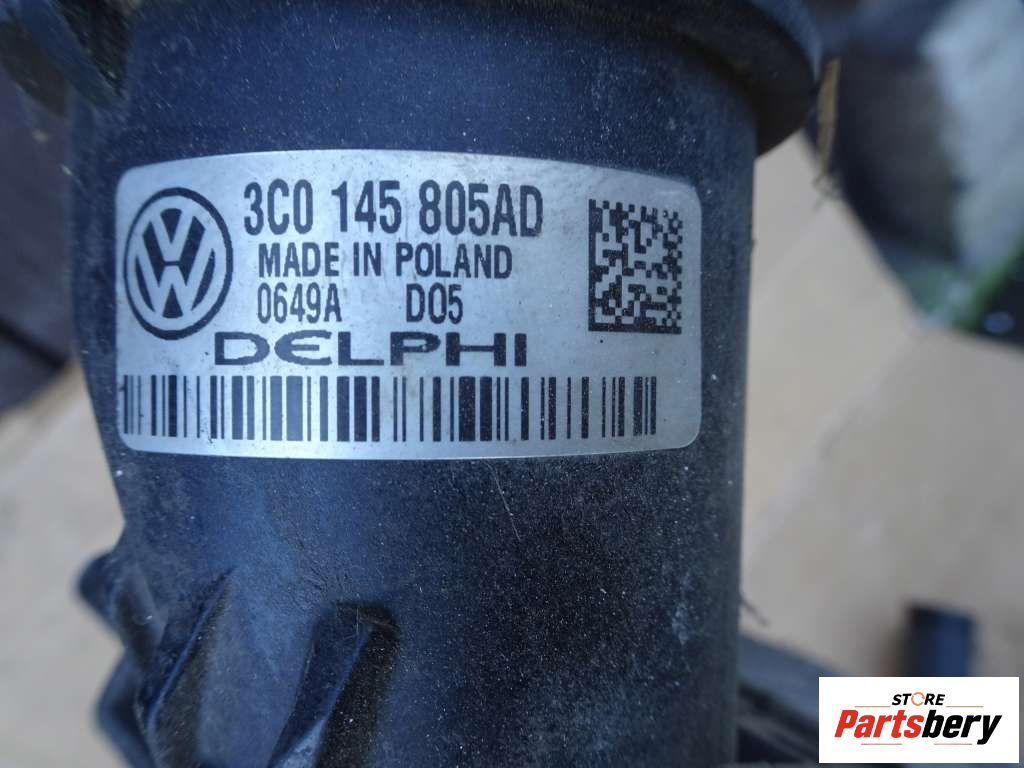 3C0 145 805AD
MADE IN POLAND
0649A D05
DELPHI
STORE
Partsbery